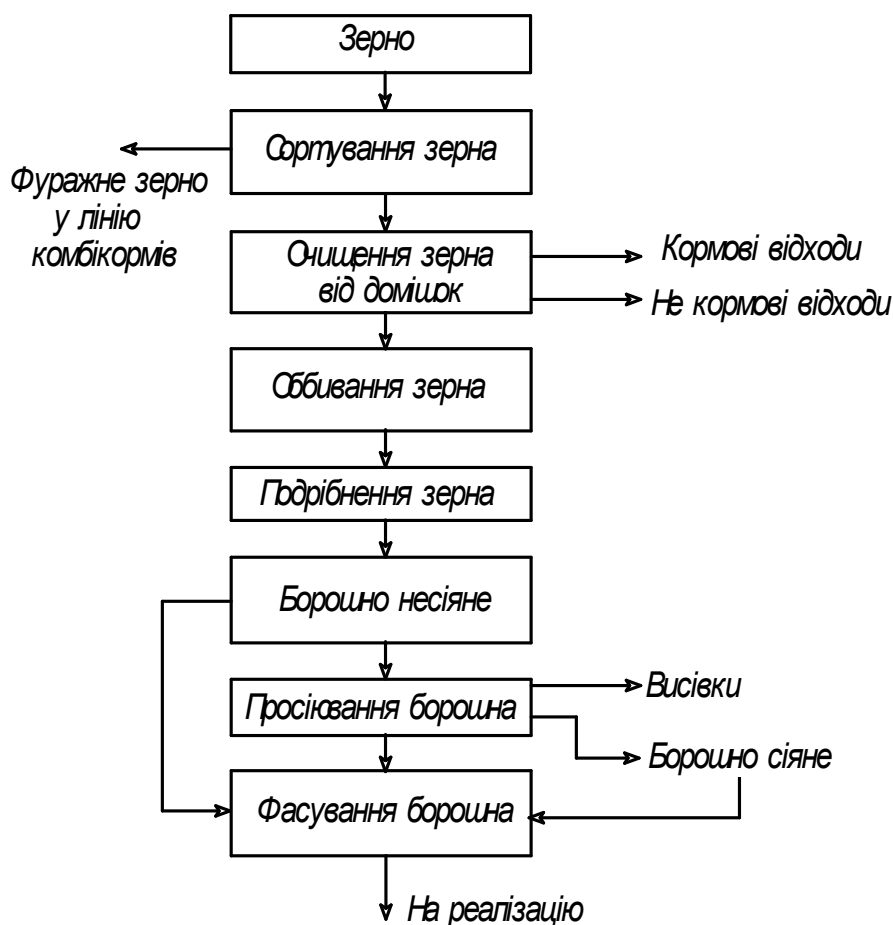 Зерно
Сортування зерна
Фуражне зерно
у лінію
комбікормів
Очищення зерна
від домішок
Кормові відходи
Не кормові відходи
Оббивання зерна
Подрібнення зерна
Борошно несіяне
Просіювання борошна
Висівки
Борошно сіяне
Фасування борошна
На реалізацію